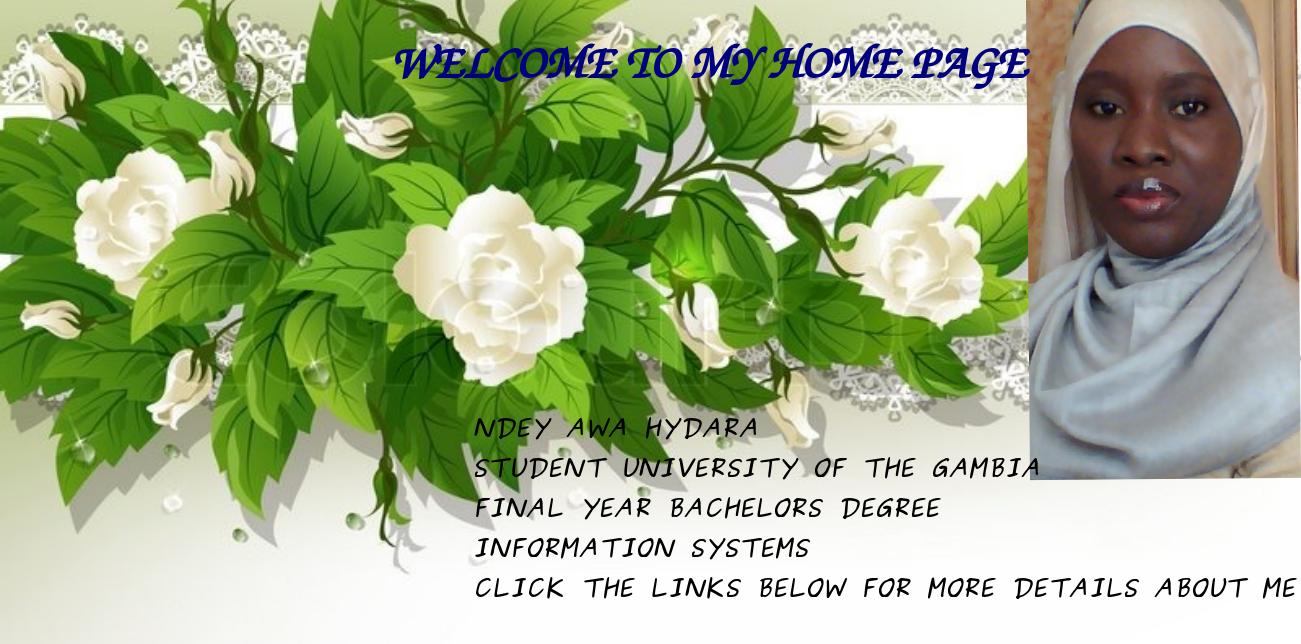 WELCOME TO MY HOME PAGE
NDEY AWA HYDARA
STUDENT UNIVERSITY OF THE GAMBIA
FINAL YEAR BACHELORS DEGREE
INFORMATION SYSTEMS
CLICK THE LINKS BELOW FOR MORE DETAILS ABOUT ME